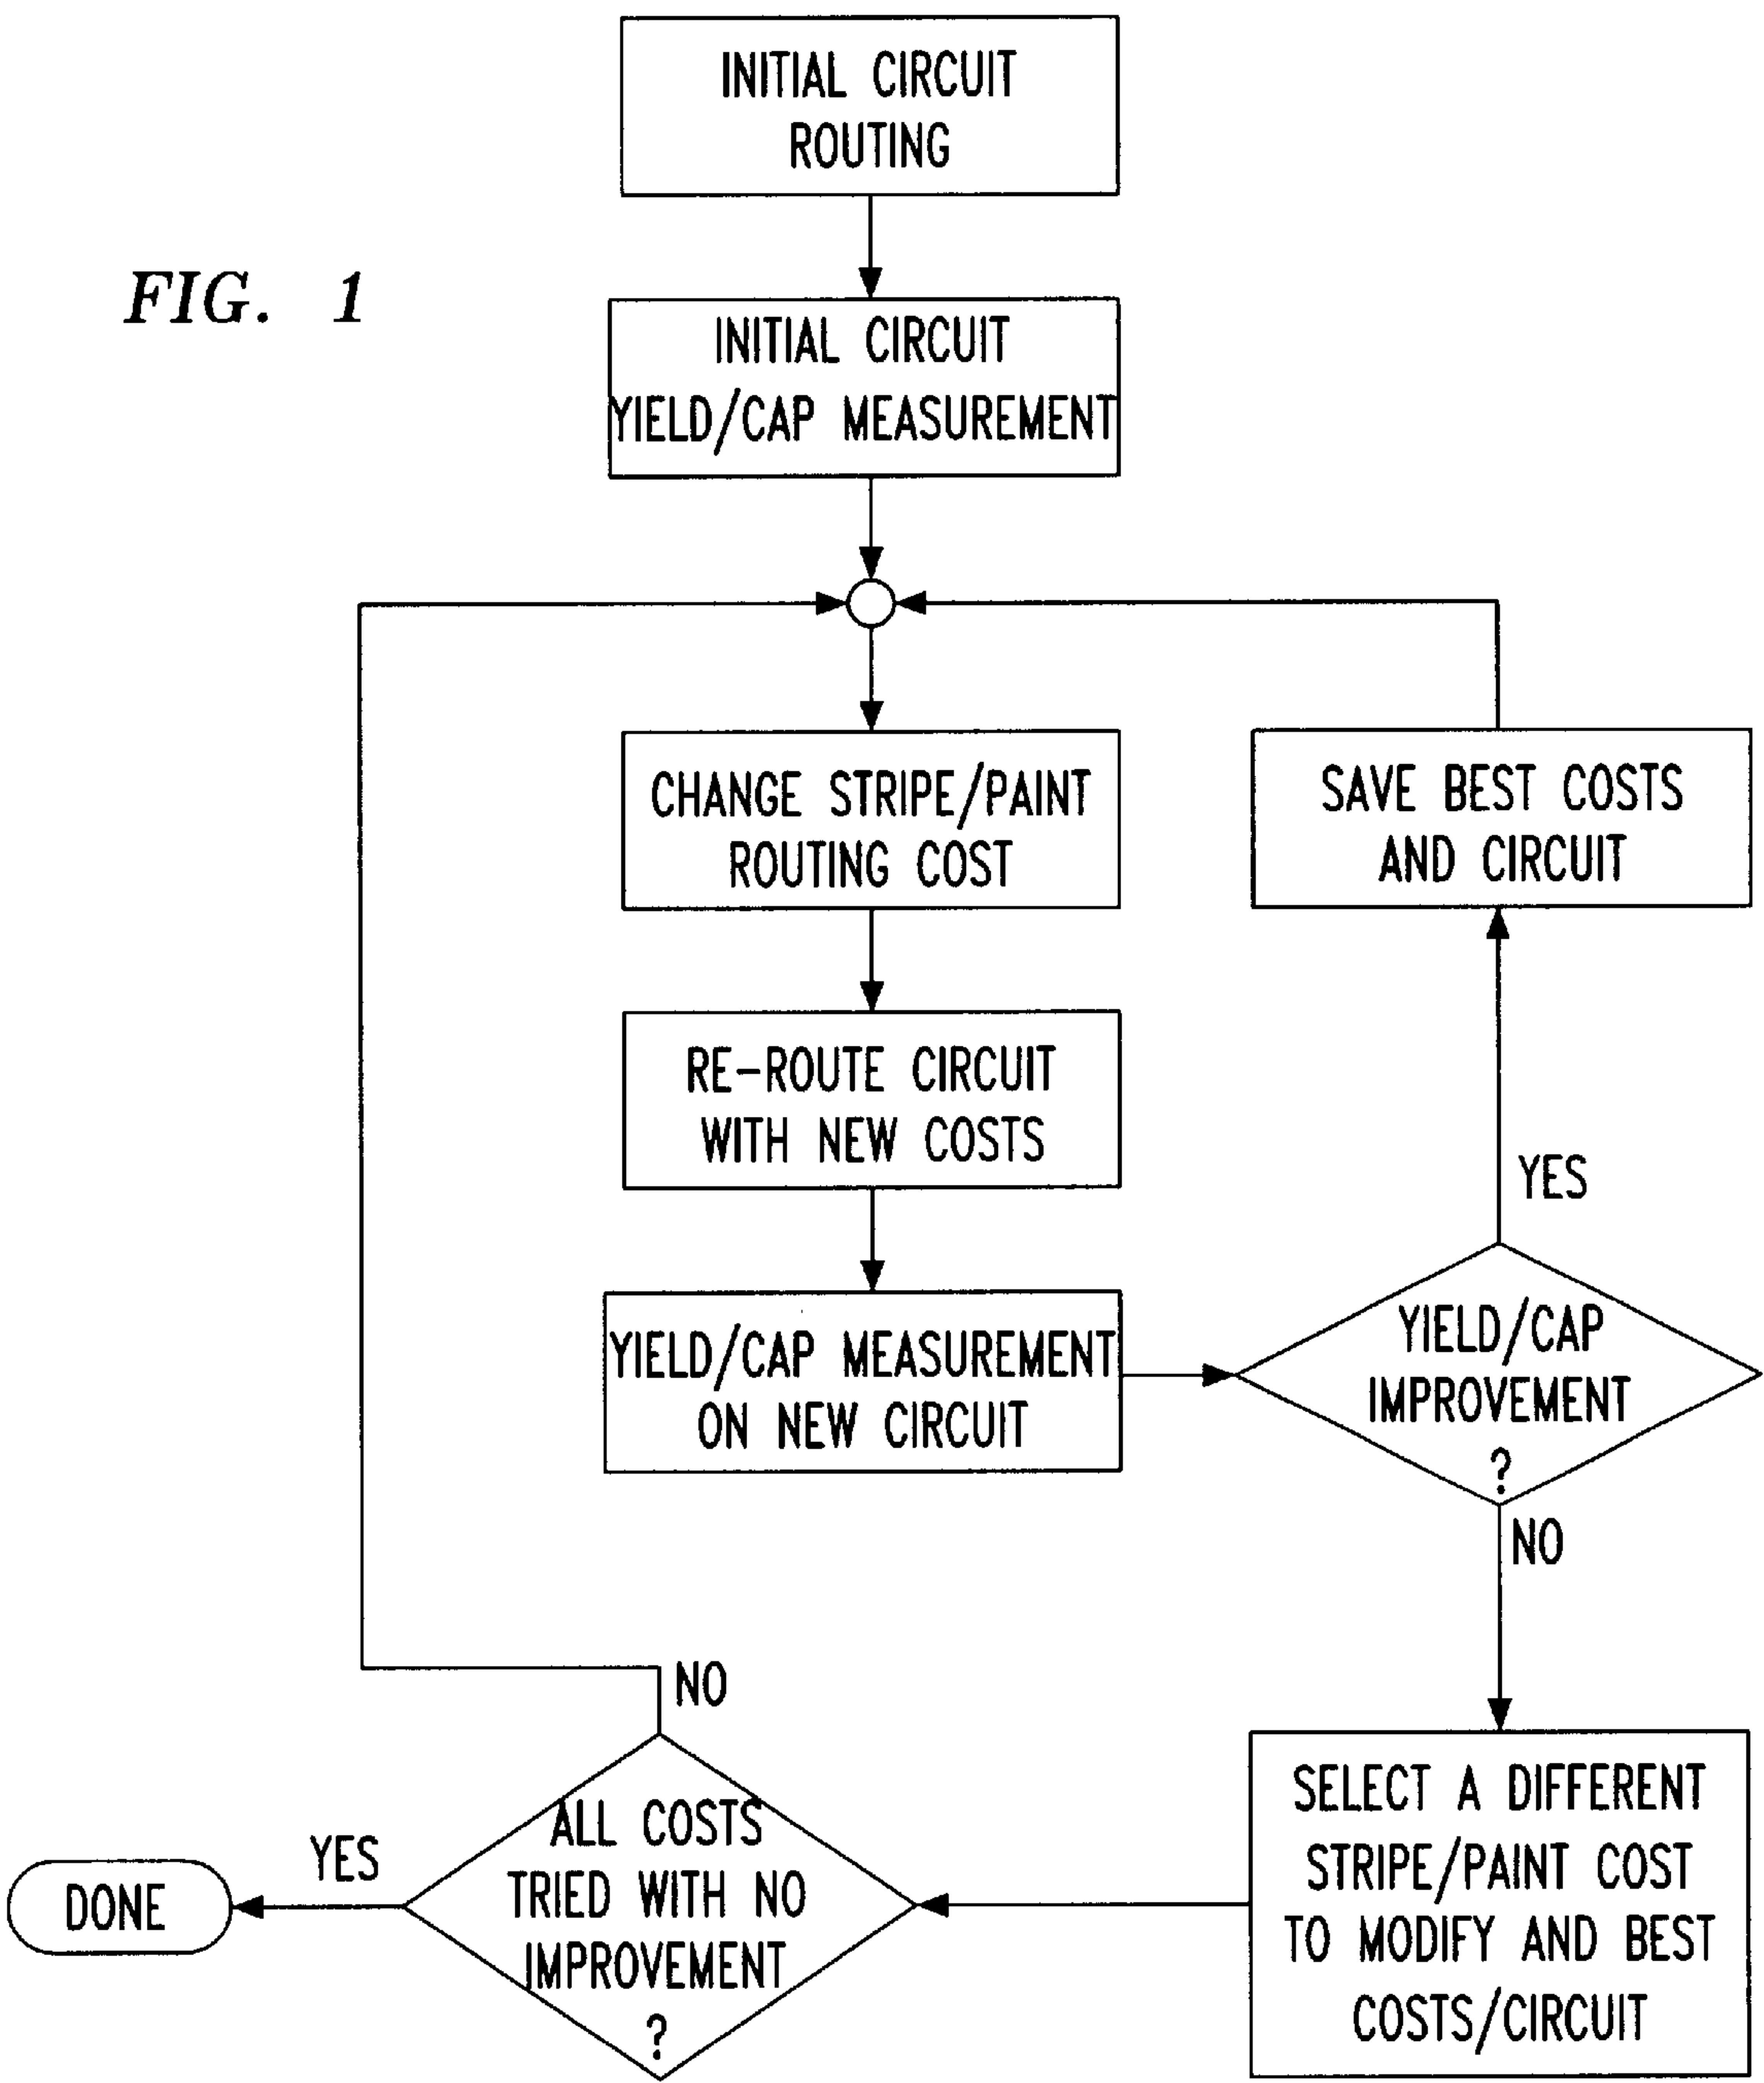 INITIAL CIRCUIT
ROUTING
FIG. 1
INITIAL CIRCUIT
YIELD/CAP MEASUREMENT
CHANGE STRIPE/PAINT
ROUTING COST
SAVE BEST COSTS
AND CIRCUIT
RE-ROUTE CIRCUIT
WITH NEW COSTS
YES
YIELD/CAP MEASUREMENT
ON NEW CIRCUIT
YIELD/CAP
IMPROVEMENT
?
NO
NO
SELECT A DIFFERENT
STRIPE/PAINT COST
TO MODIFY AND BEST
COSTS/CIRCUIT
ALL COSTS
TRIED WITH NO
IMPROVEMENT
?
YES
DONE